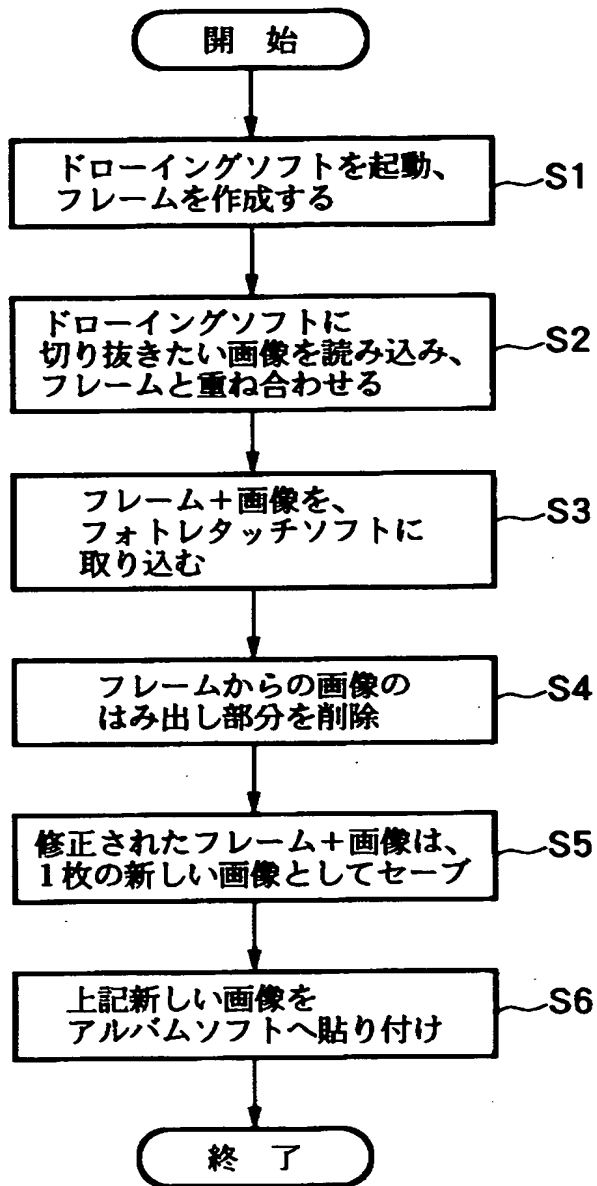 開 始
ドローイングソフトを起動、
フレームを作成する
S1
ドローイングソフトに
切り抜きたい画像を読み込み、
フレームと重ね合わせる
S2
フレーム＋画像を、
フォトレタッチソフトに
取り込む
S3
フレームからの画像の
はみ出し部分を削除
S4
修正されたフレーム＋画像は、
1枚の新しい画像としてセーブ
S5
上記新しい画像を
アルバムソフトへ貼り付け
S6
終 了